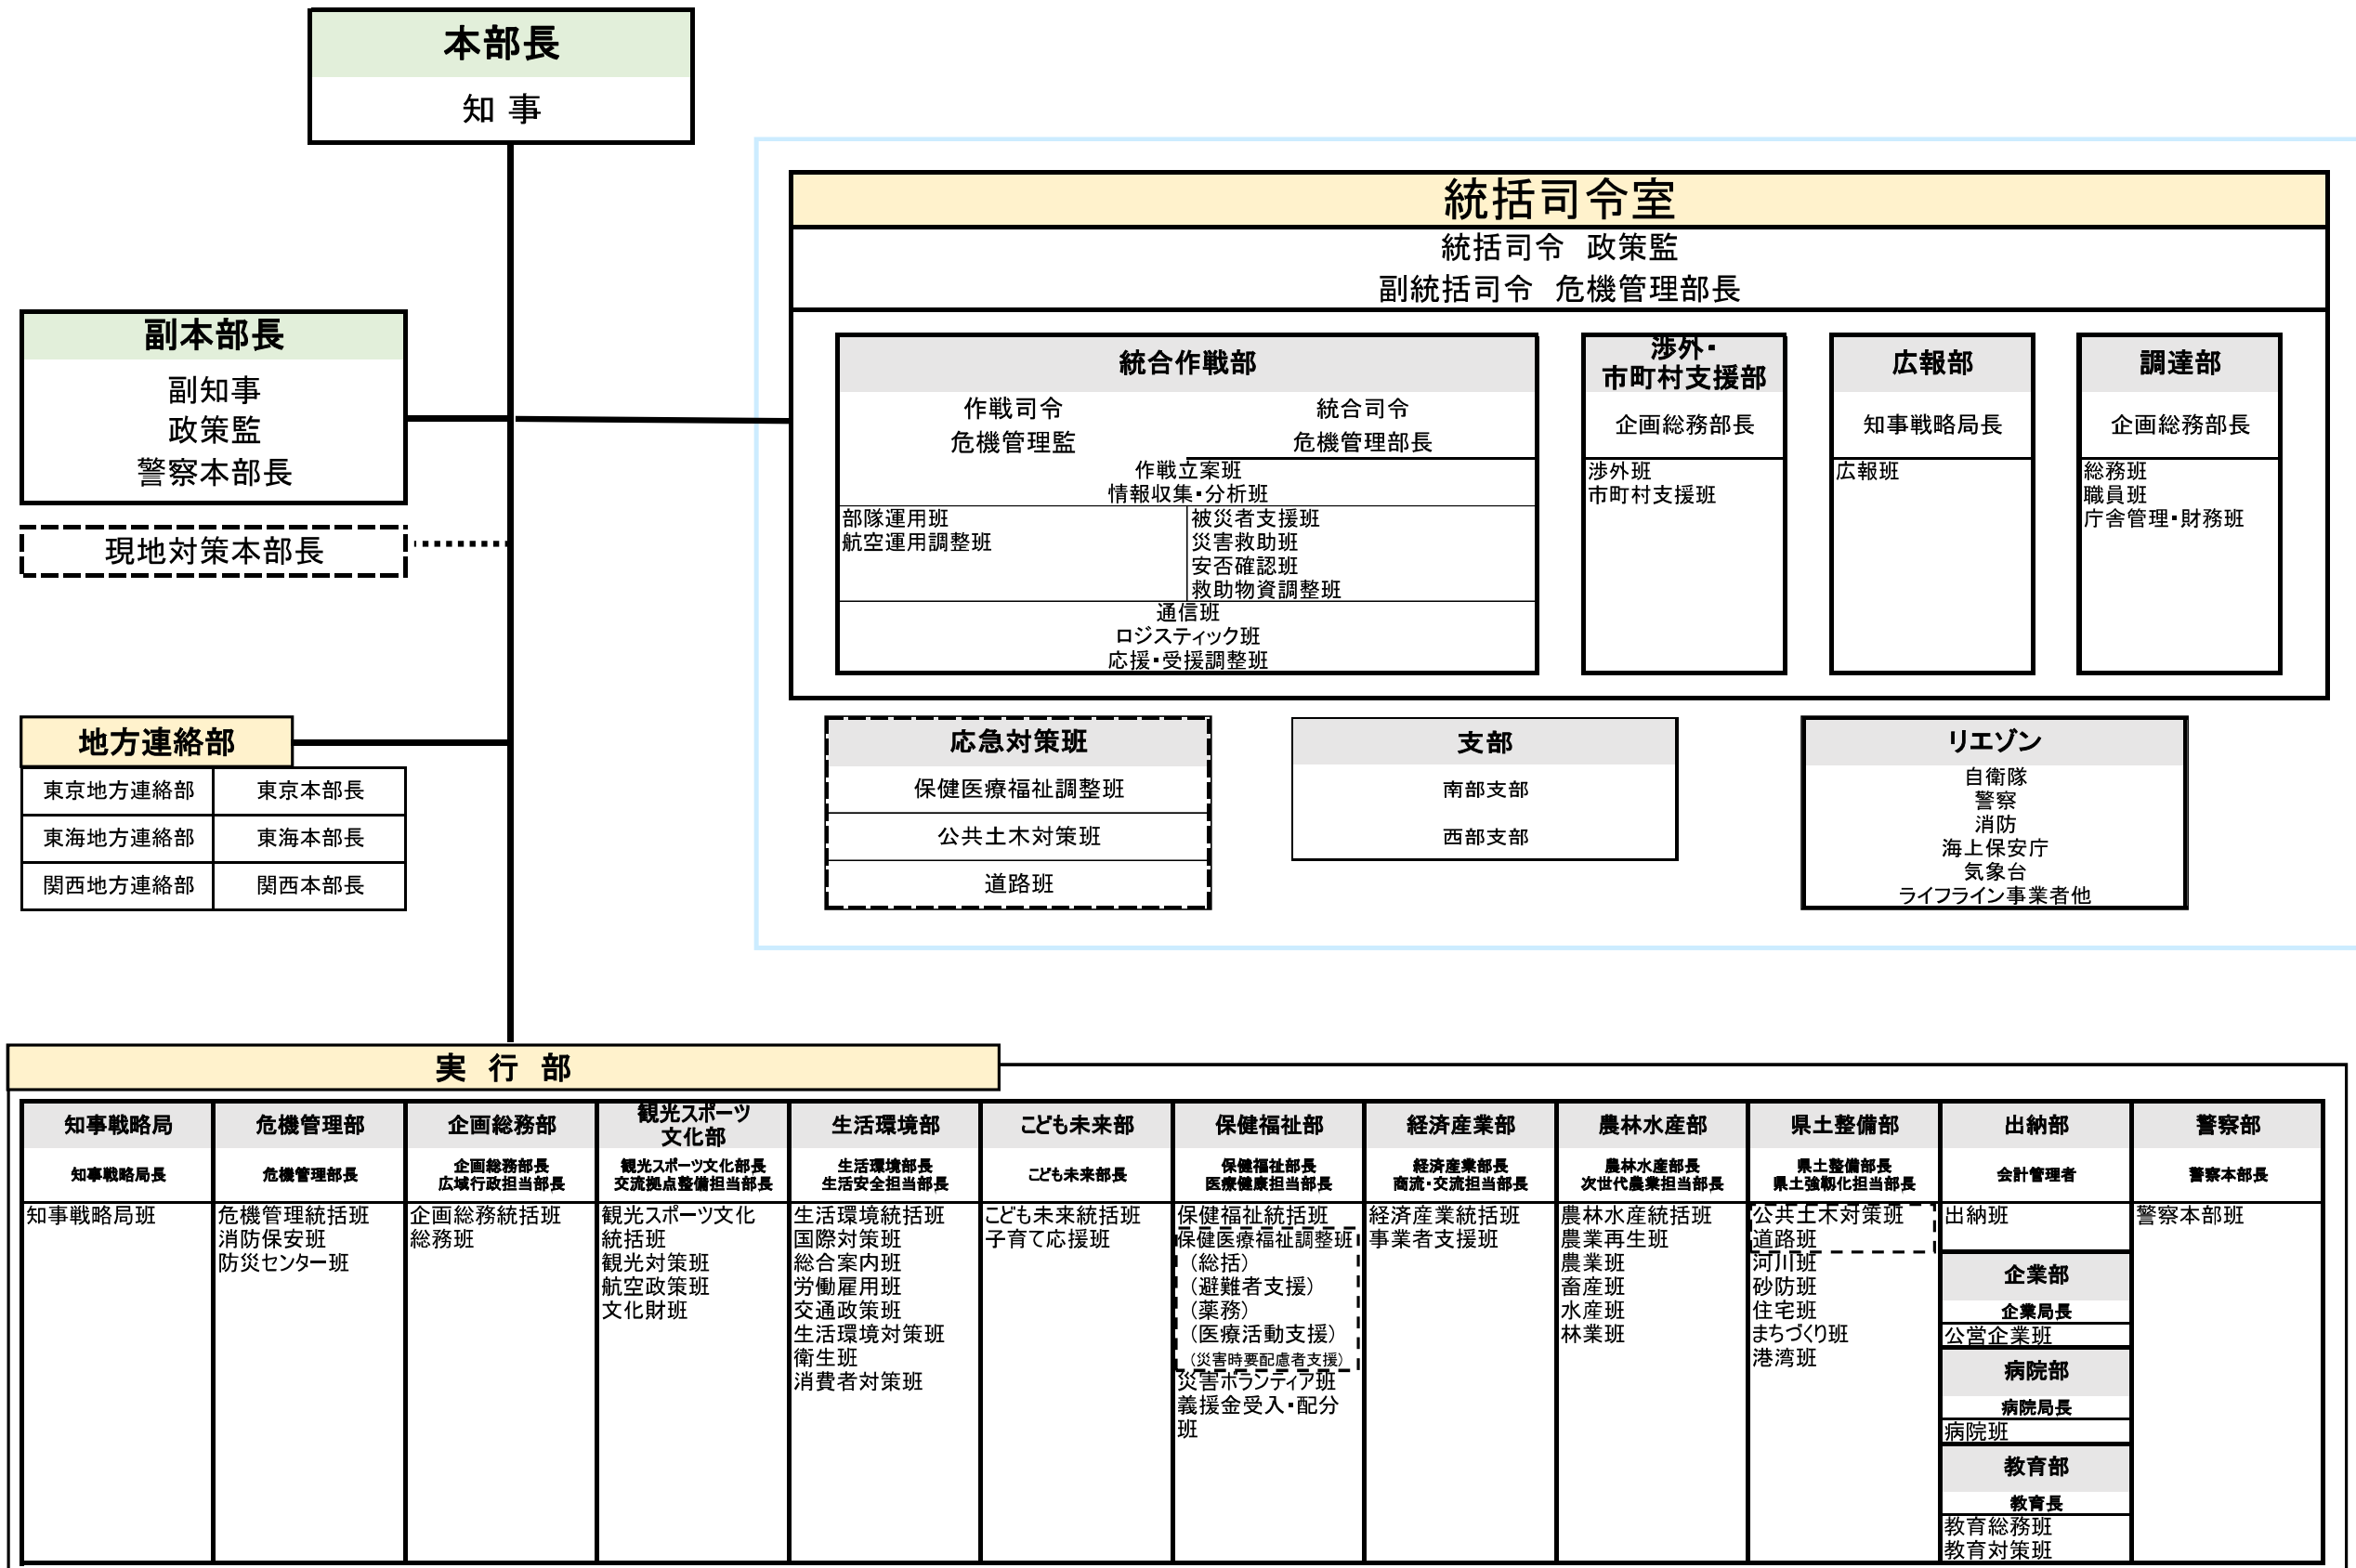 本部長
知 事
副本部長
副知事
政策監
警察本部長
現地対策本部長
地方連絡部
東京地方連絡部 東京本部長
東海地方連絡部 東海本部長
関西地方連絡部 関西本部長
統括司令室
統括司令 政策監
副統括司令 危機管理部長
統合作戦部
作戦司令 統合司令
危機管理監 危機管理部長
作戦立案班
情報収集・分析班
部隊運用班
航空運用調整班
被災者支援班
災害救助班
安否確認班
救助物資調整班
通信班
ロジスティック班
応援・受援調整班
渉外・
市町村支援部
企画総務部長
渉外班
市町村支援班
広報部
知事戦略局長
広報班
調達部
企画総務部長
総務班
職員班
庁舎管理・財務班
応急対策班
保健医療福祉調整班
公共土木対策班
道路班
支部
南部支部
西部支部
リエゾン
自衛隊
警察
消防
海上保安庁
気象台
ライフライン事業者他
実 行 部
知事戦略局
知事戦略局長
知事戦略局班
危機管理部
危機管理部長
危機管理統括班
消防保安班
防災センター班
企画総務部
企画総務部長
広域行政担当部長
企画総務統括班
総務班
観光スポーツ
文化部
観光スポーツ文化部長
交流拠点整備担当部長
観光スポーツ文化
統括班
観光対策班
航空政策班
文化財班
生活環境部
生活環境部長
生活安全担当部長
生活環境統括班
国際対策班
総合案内班
労働雇用班
交通政策班
生活環境対策班
衛生班
消費者対策班
こども未来部
こども未来部長
こども未来統括班
子育て応援班
保健福祉部
保健福祉部長
医療健康担当部長
保健福祉統括班
保健医療福祉調整班
（総括）
（避難者支援）
（薬務）
（医療活動支援）
（災害時要配慮者支援）
災害ボランティア班
義援金受入・配分
班
経済産業部
経済産業部長
商流・交流担当部長
経済産業統括班
事業者支援班
農林水産部
農林水産部長
次世代農業担当部長
農林水産統括班
農業再生班
農業班
畜産班
水産班
林業班
県土整備部
県土整備部長
県土強靱化担当部長
公共土木対策班
道路班
河川班
砂防班
住宅班
まちづくり班
港湾班
出納部
会計管理者
出納班
企業部
企業局長
公営企業班
病院部
病院局長
病院班
教育部
教育長
教育総務班
教育対策班
警察部
警察本部長
警察本部班